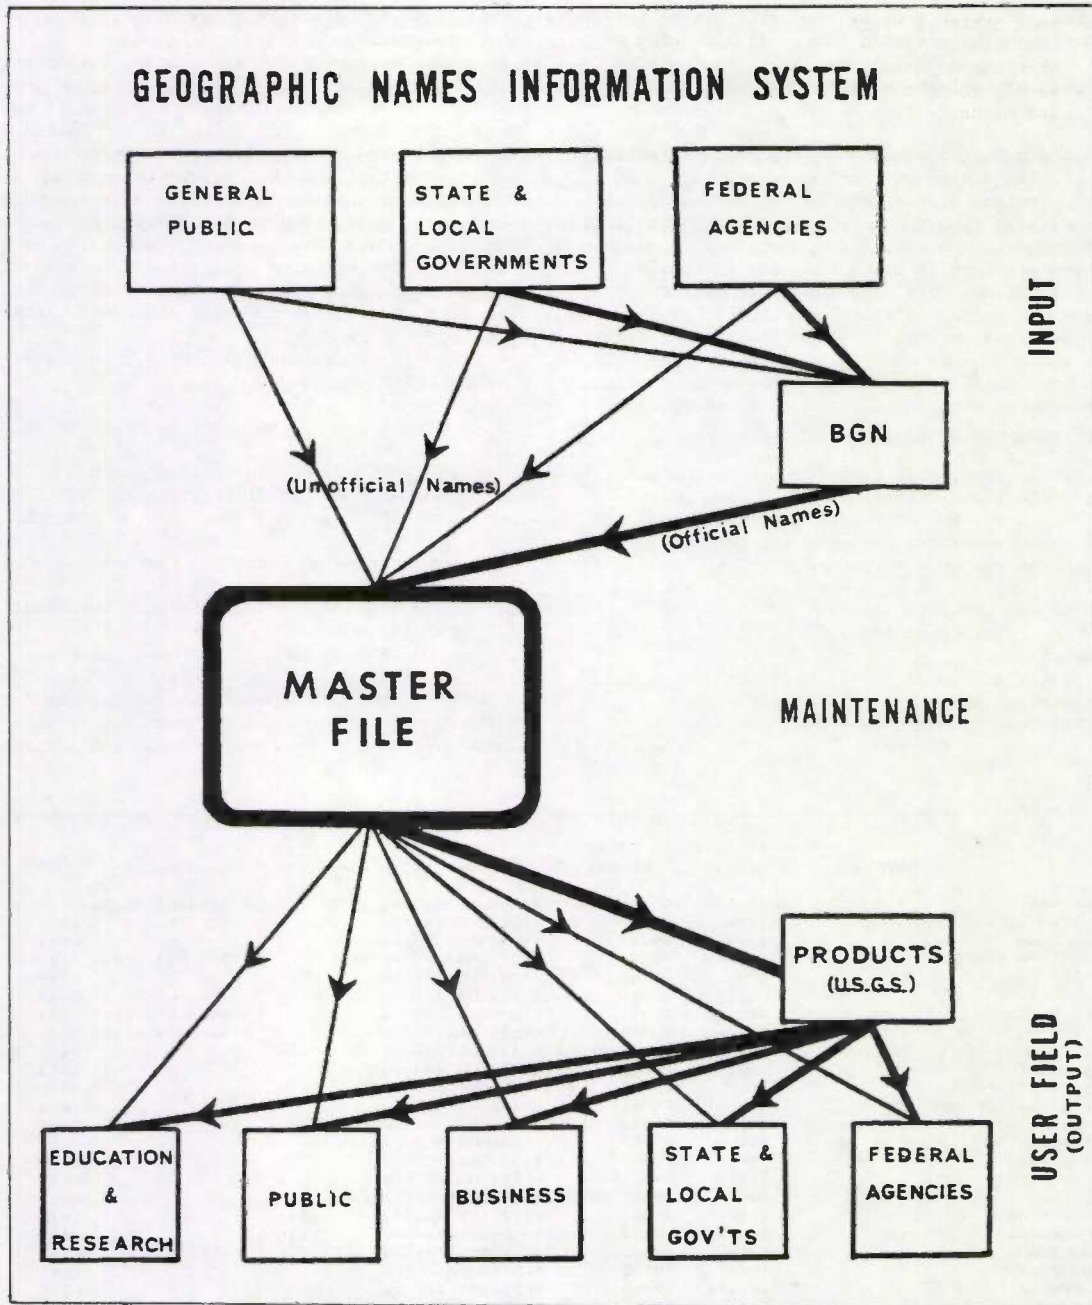 GEOGRAPHIC NAMES INFORMATION SYSTEM
GENERAL
PUBLIC
STATE &
LOCAL
GOVERNMENTS
FEDERAL
AGENCIES
INPUT
BGN
(Unofficial Names)
(Official Names)
MASTER
FILE
MAINTENANCE
PRODUCTS
(U.S.G.S.)
USER FIELD
(OUTPUT)
EDUCATION
&
RESEARCH
PUBLIC
BUSINESS
STATE &
LOCAL
GOV'TS
FEDERAL
AGENCIES